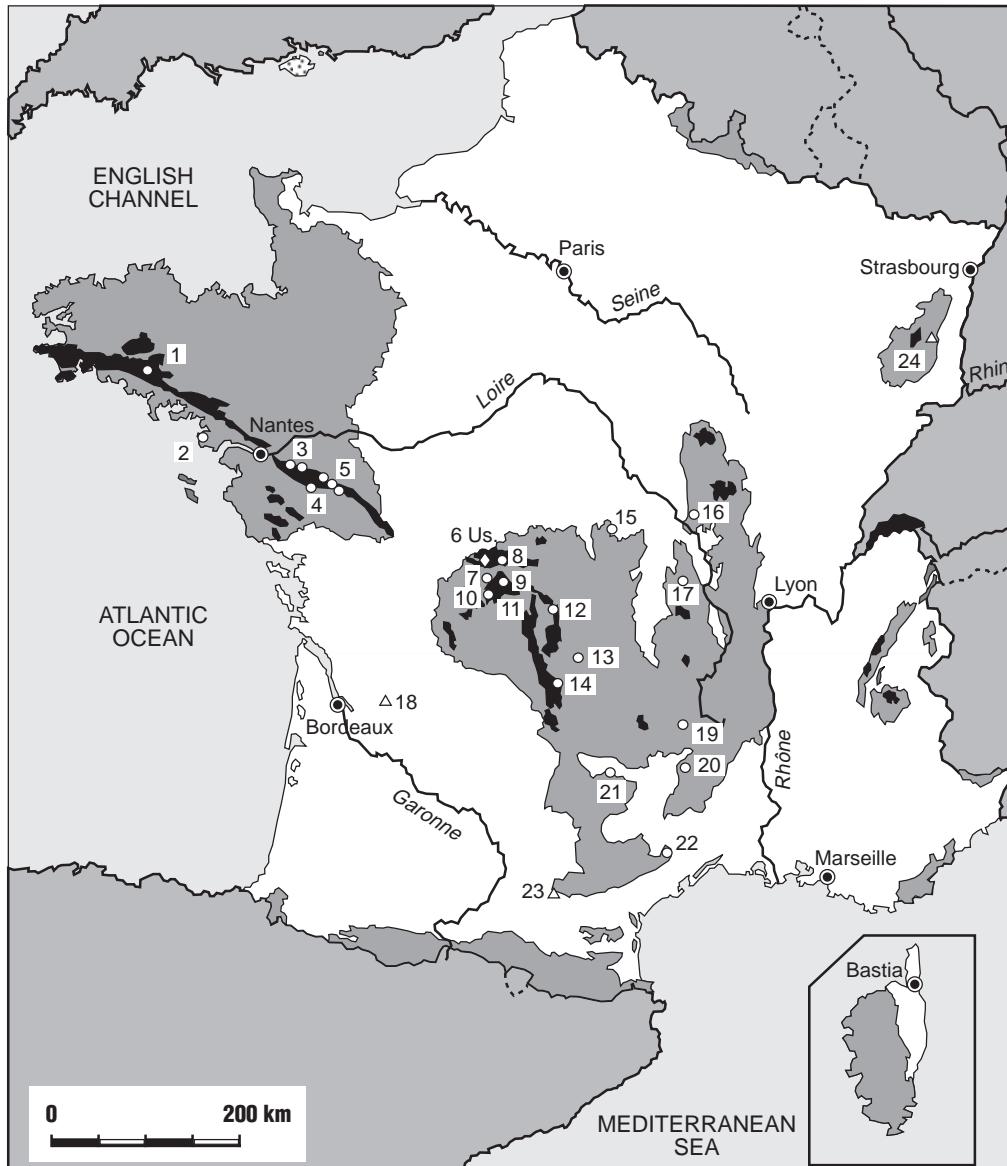 ENGLISH
CHANNEL
Paris
Strasbourg
Seine
1
24
Rhin
Loire
Nantes
2
3
5
4
16
15
6 Us.
8
7
9
10
11
12
17
Lyon
ATLANTIC
OCEAN
13
14
18
Bordeaux
19
20
Rhône
21
Garonne
22
Marseille
23
Bastia
0
200 km
MEDITERRANEAN
SEA